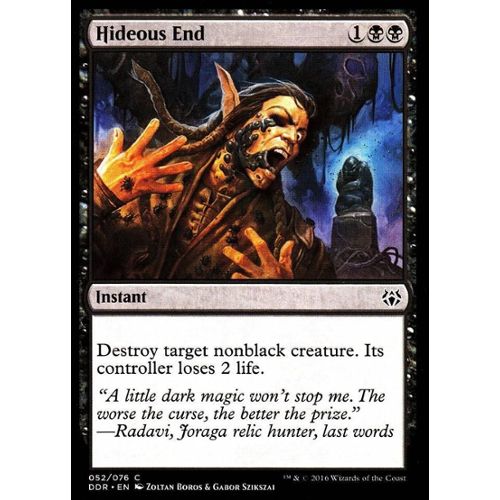 Hideous End 1
Instant
Destroy target nonblack creature. Its
controller loses 2 life.
“A little dark magic won’t stop me. The
worse the curse, the better the prize.”
—Radavi, Joraga relic hunter, last words
052/076 C
DDR • EN Zoltan Boros & Gabor Szikszai
™ & © 2016 Wizards of the Coast